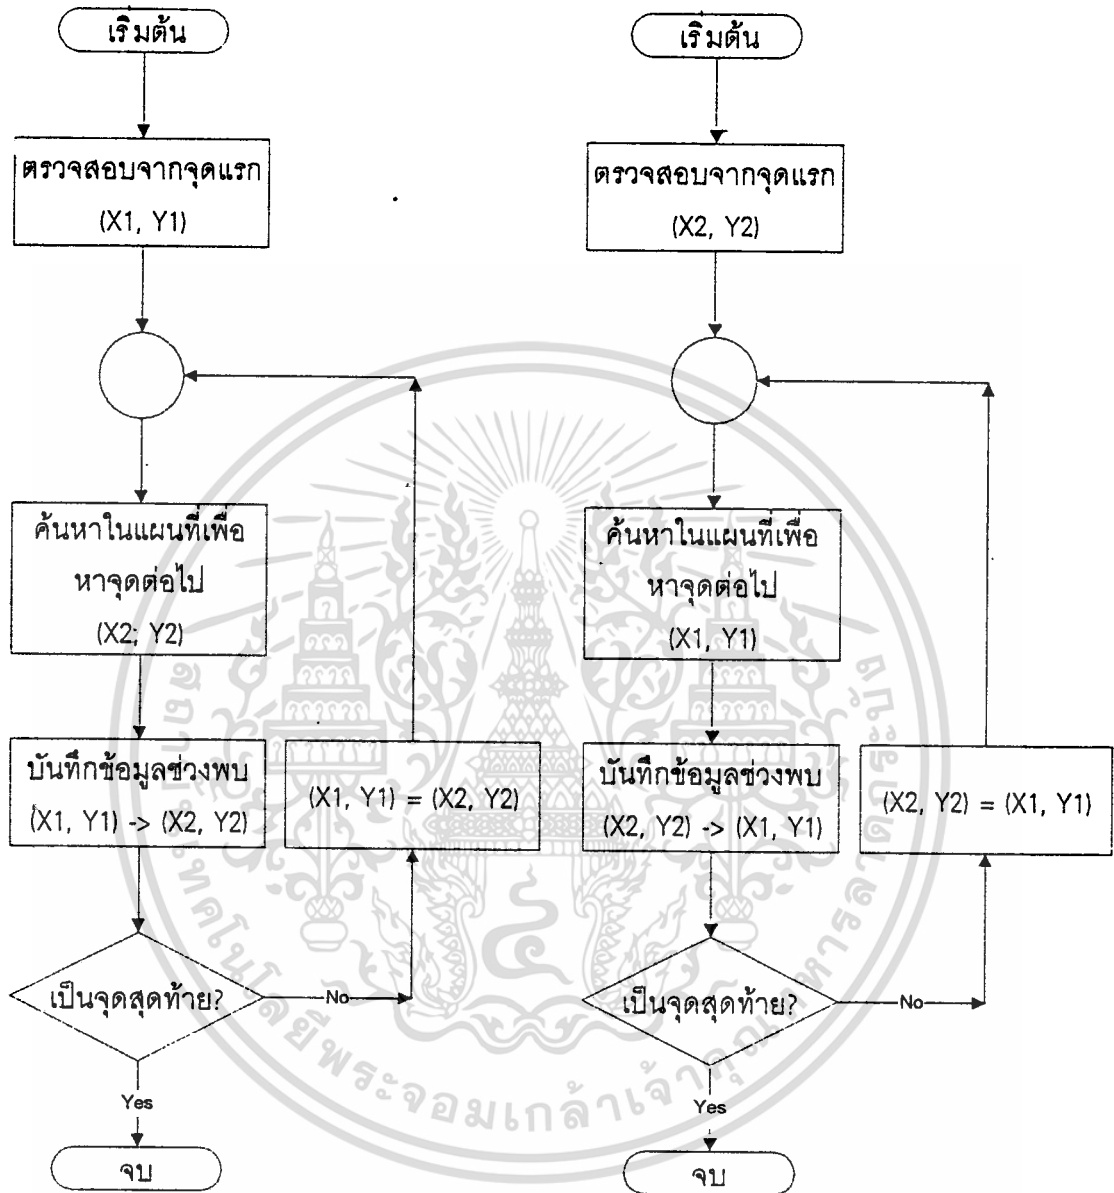 เริ่มต้น
ตรวจสอบจากจุดแรก
(X1, Y1)
ค้นหาในแผนที่เพื่อ
หาจุดต่อไป
(X2; Y2)
บันทึกข้อมูลช่วงพบ
(X1, Y1) -> (X2, Y2)
(X1, Y1) = (X2, Y2)
เป็นจุดสุดท้าย?
No
Yes
จบ
เริ่มต้น
ตรวจสอบจากจุดแรก
(X2, Y2)
ค้นหาในแผนที่เพื่อ
หาจุดต่อไป
(X1, Y1)
บันทึกข้อมูลช่วงพบ
(X2, Y2) -> (X1, Y1)
(X2, Y2) = (X1, Y1)
เป็นจุดสุดท้าย?
No
Yes
จบ